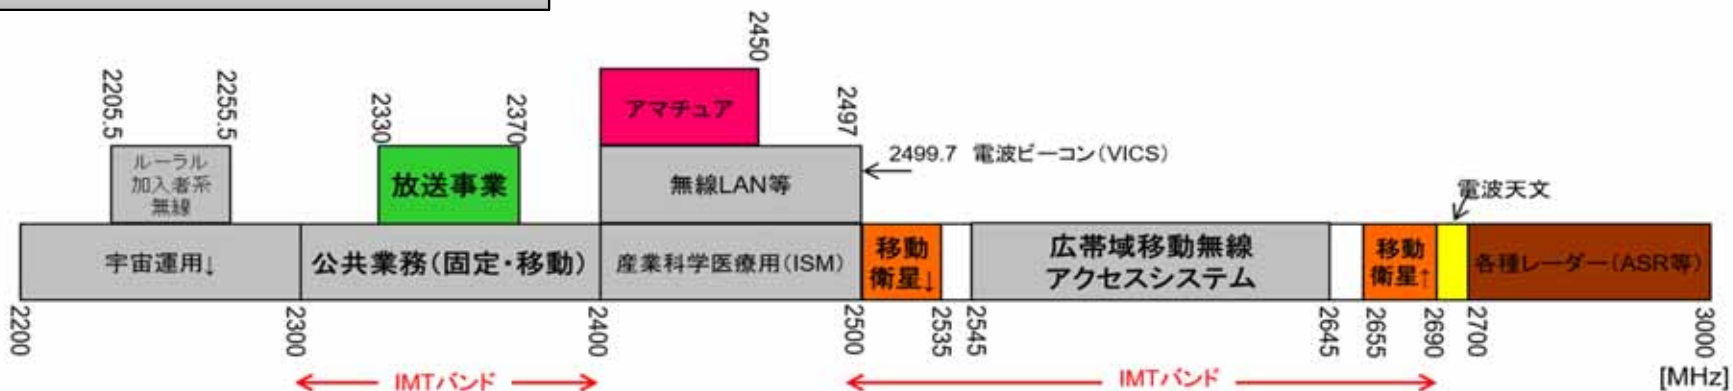 2450
2205.5
2255.5
2330
2370
アマチュア
2497
ルーラル
加入者系
無線
放送事業
無線LAN等
2499.7 電波ビーコン(VICS)
電波天文
宇宙運用↓
公共業務(固定・移動)
産業科学医療用(ISM)
移動
衛星↓
広帯域移動無線
アクセスシステム
移動
衛星↑
各種レーダー(ASR等)
2200
2300
2400
2500
2535
2545
2645
2655
2690
2700
3000
IMTバンド
IMTバンド
[MHz]